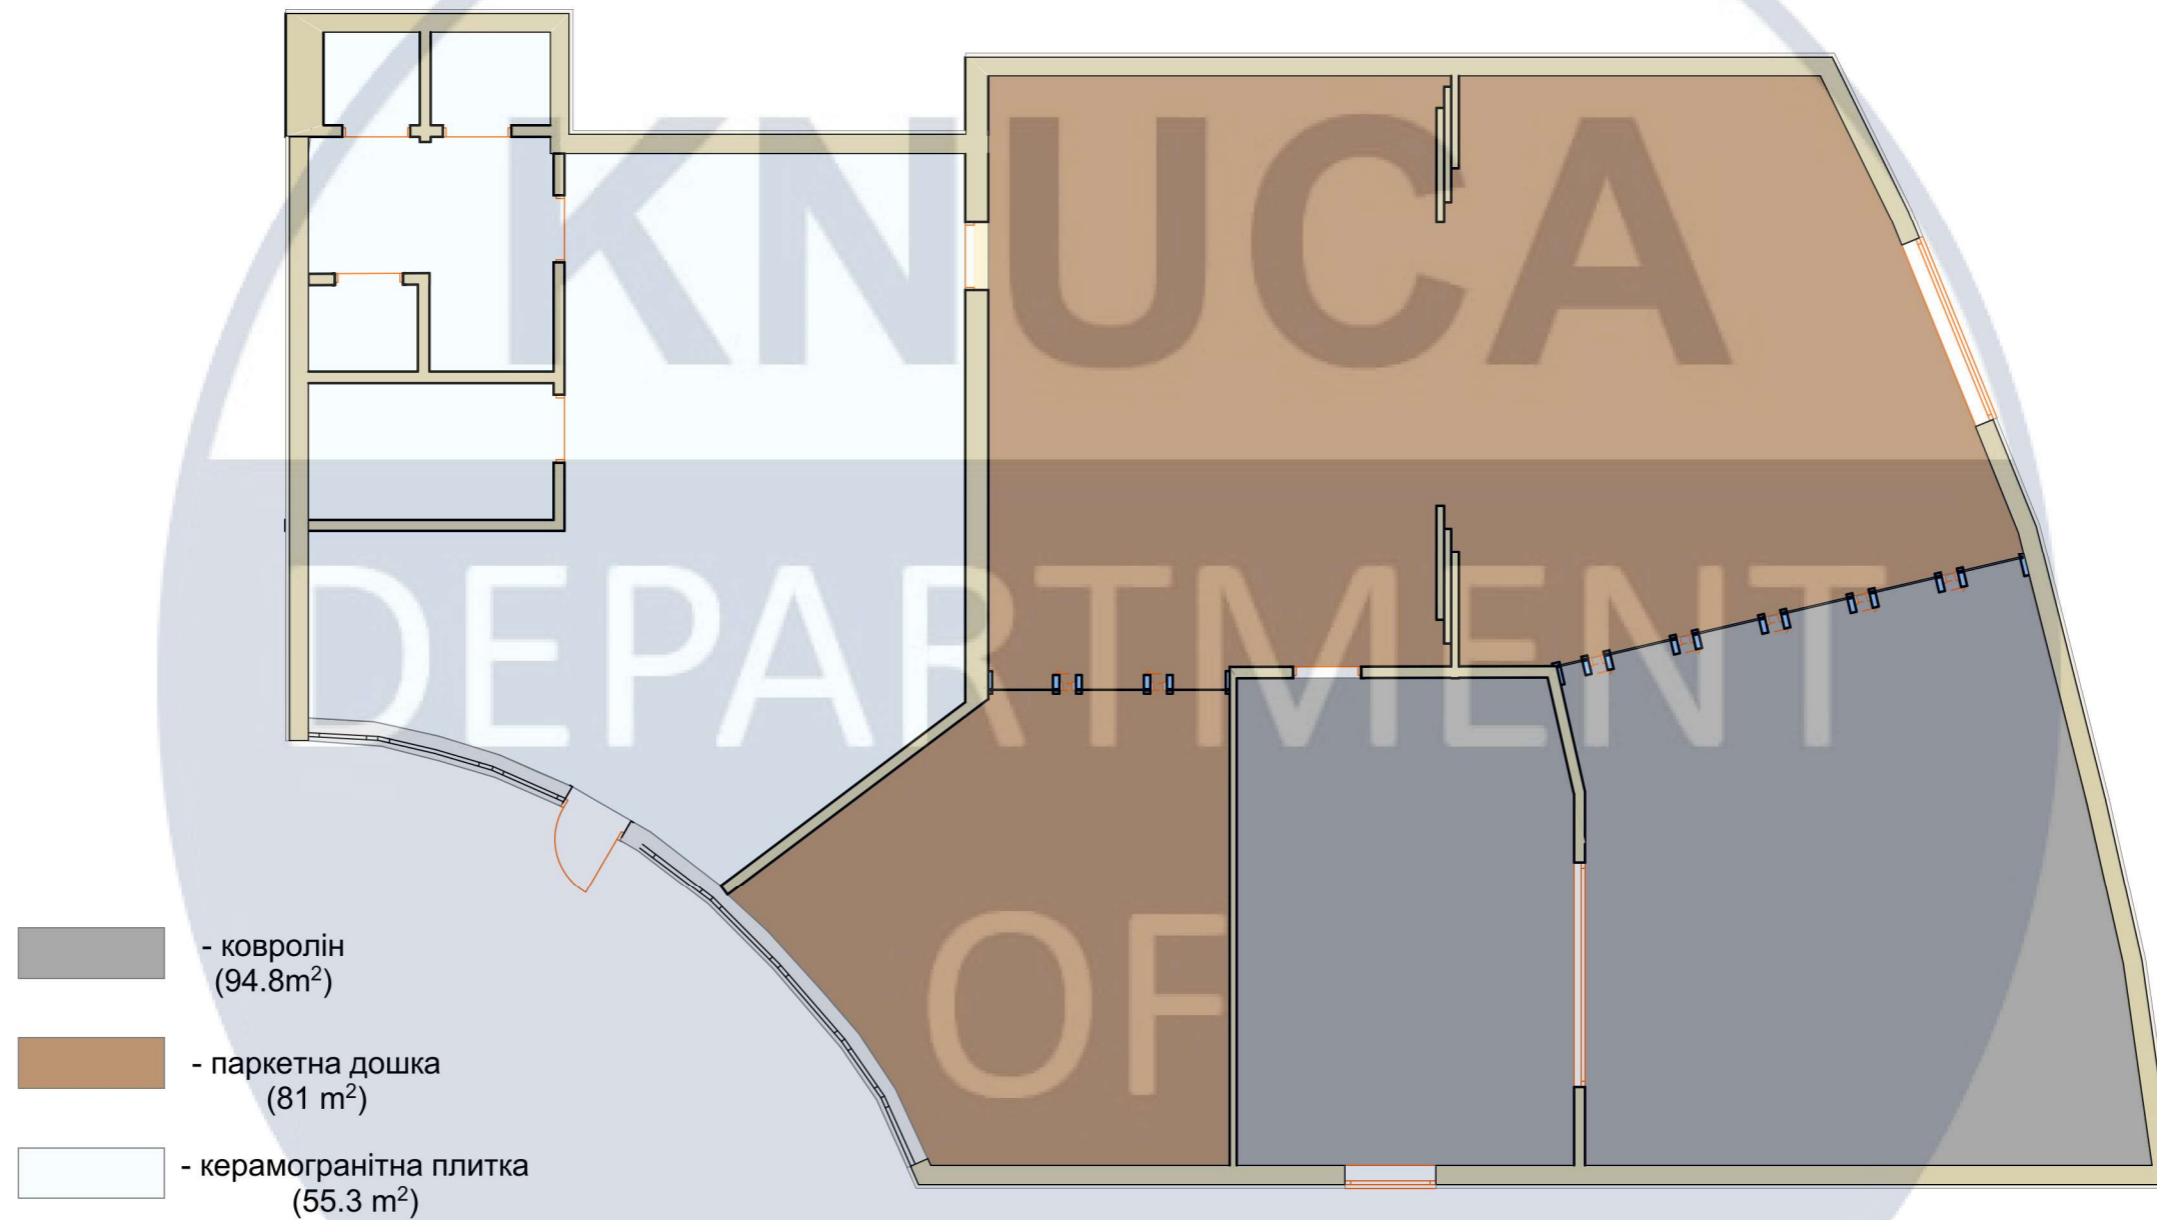 KNUCA
DEPARTMENT
OF
- ковролін
(94.8m²)
- паркетна дошка
(81 m²)
- керамогранітна плитка
(55.3 m²)